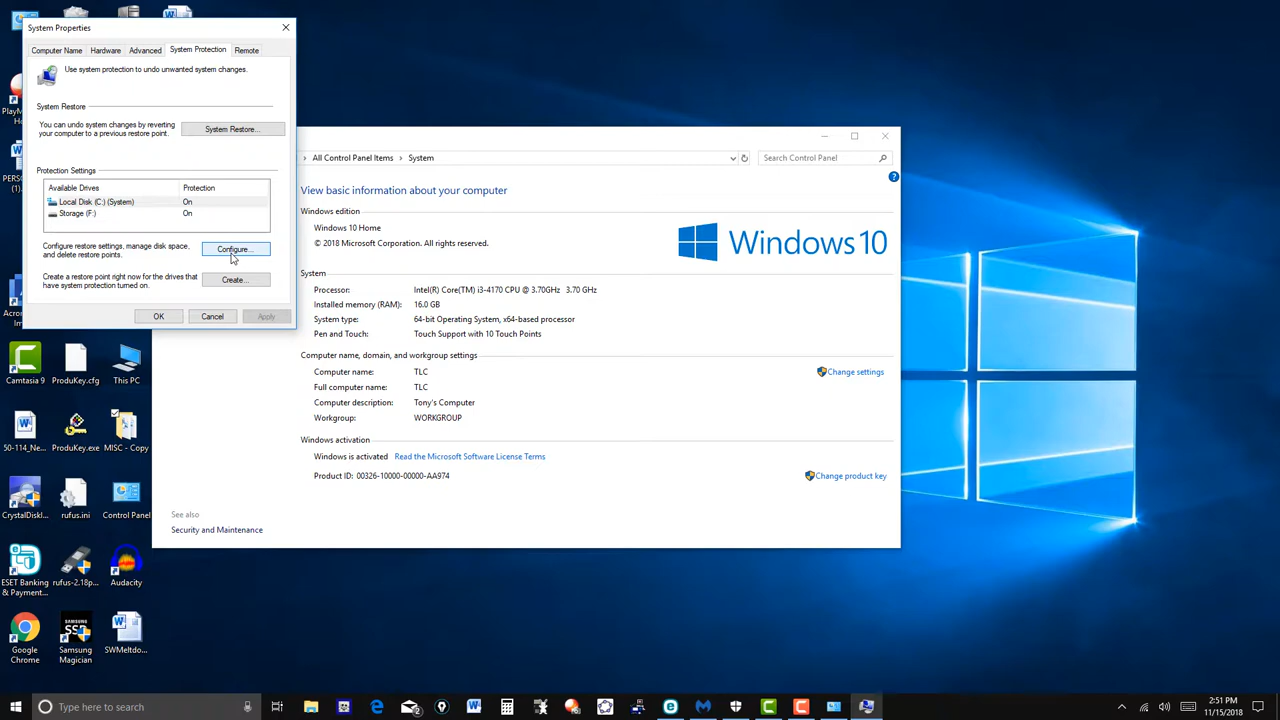 System Properties
Computer Name
Hardware
Advanced
System Protection
Remote
Use system protection to undo unwanted system changes.
System Restore
You can undo system changes by reverting
your computer to a previous restore point.
System Restore...
Protection Settings
Available Drives
Protection
Local Disk (C:) (System)
On
Storage (F:)
On
Configure restore settings, manage disk space,
and delete restore points.
Configure...
Create a restore point right now for the drives that
have system protection turned on.
Create...
OK
Cancel
Apply
All Control Panel Items
System
Search Control Panel
View basic information about your computer
Windows edition
Windows 10 Home
© 2018 Microsoft Corporation. All rights reserved.
Windows 10
System
Processor:
Intel(R) Core(TM) i3-4170 CPU @ 3.70GHz 3.70 GHz
Installed memory (RAM):
16.0 GB
System type:
64-bit Operating System, x64-based processor
Pen and Touch:
Touch Support with 10 Touch Points
Computer name, domain, and workgroup settings
Computer name:
TLC
Change settings
Full computer name:
TLC
Computer description:
Tony's Computer
Workgroup:
WORKGROUP
Windows activation
Windows is activated
Read the Microsoft Software License Terms
Product ID: 00326-10000-00000-AA974
Change product key
See also
Security and Maintenance
Camtasia 9
ProduKey.cfg
This PC
50-114_Ne...
ProduKey.exe
MISC - Copy
CrystalDiskI...
rufus.ini
Control Panel
ESET Banking
& Payment...
rufus-2.18p...
Audacity
Google
Chrome
Samsung
Magician
SWMeltdo...
Type here to search
2:51 PM
11/15/2018